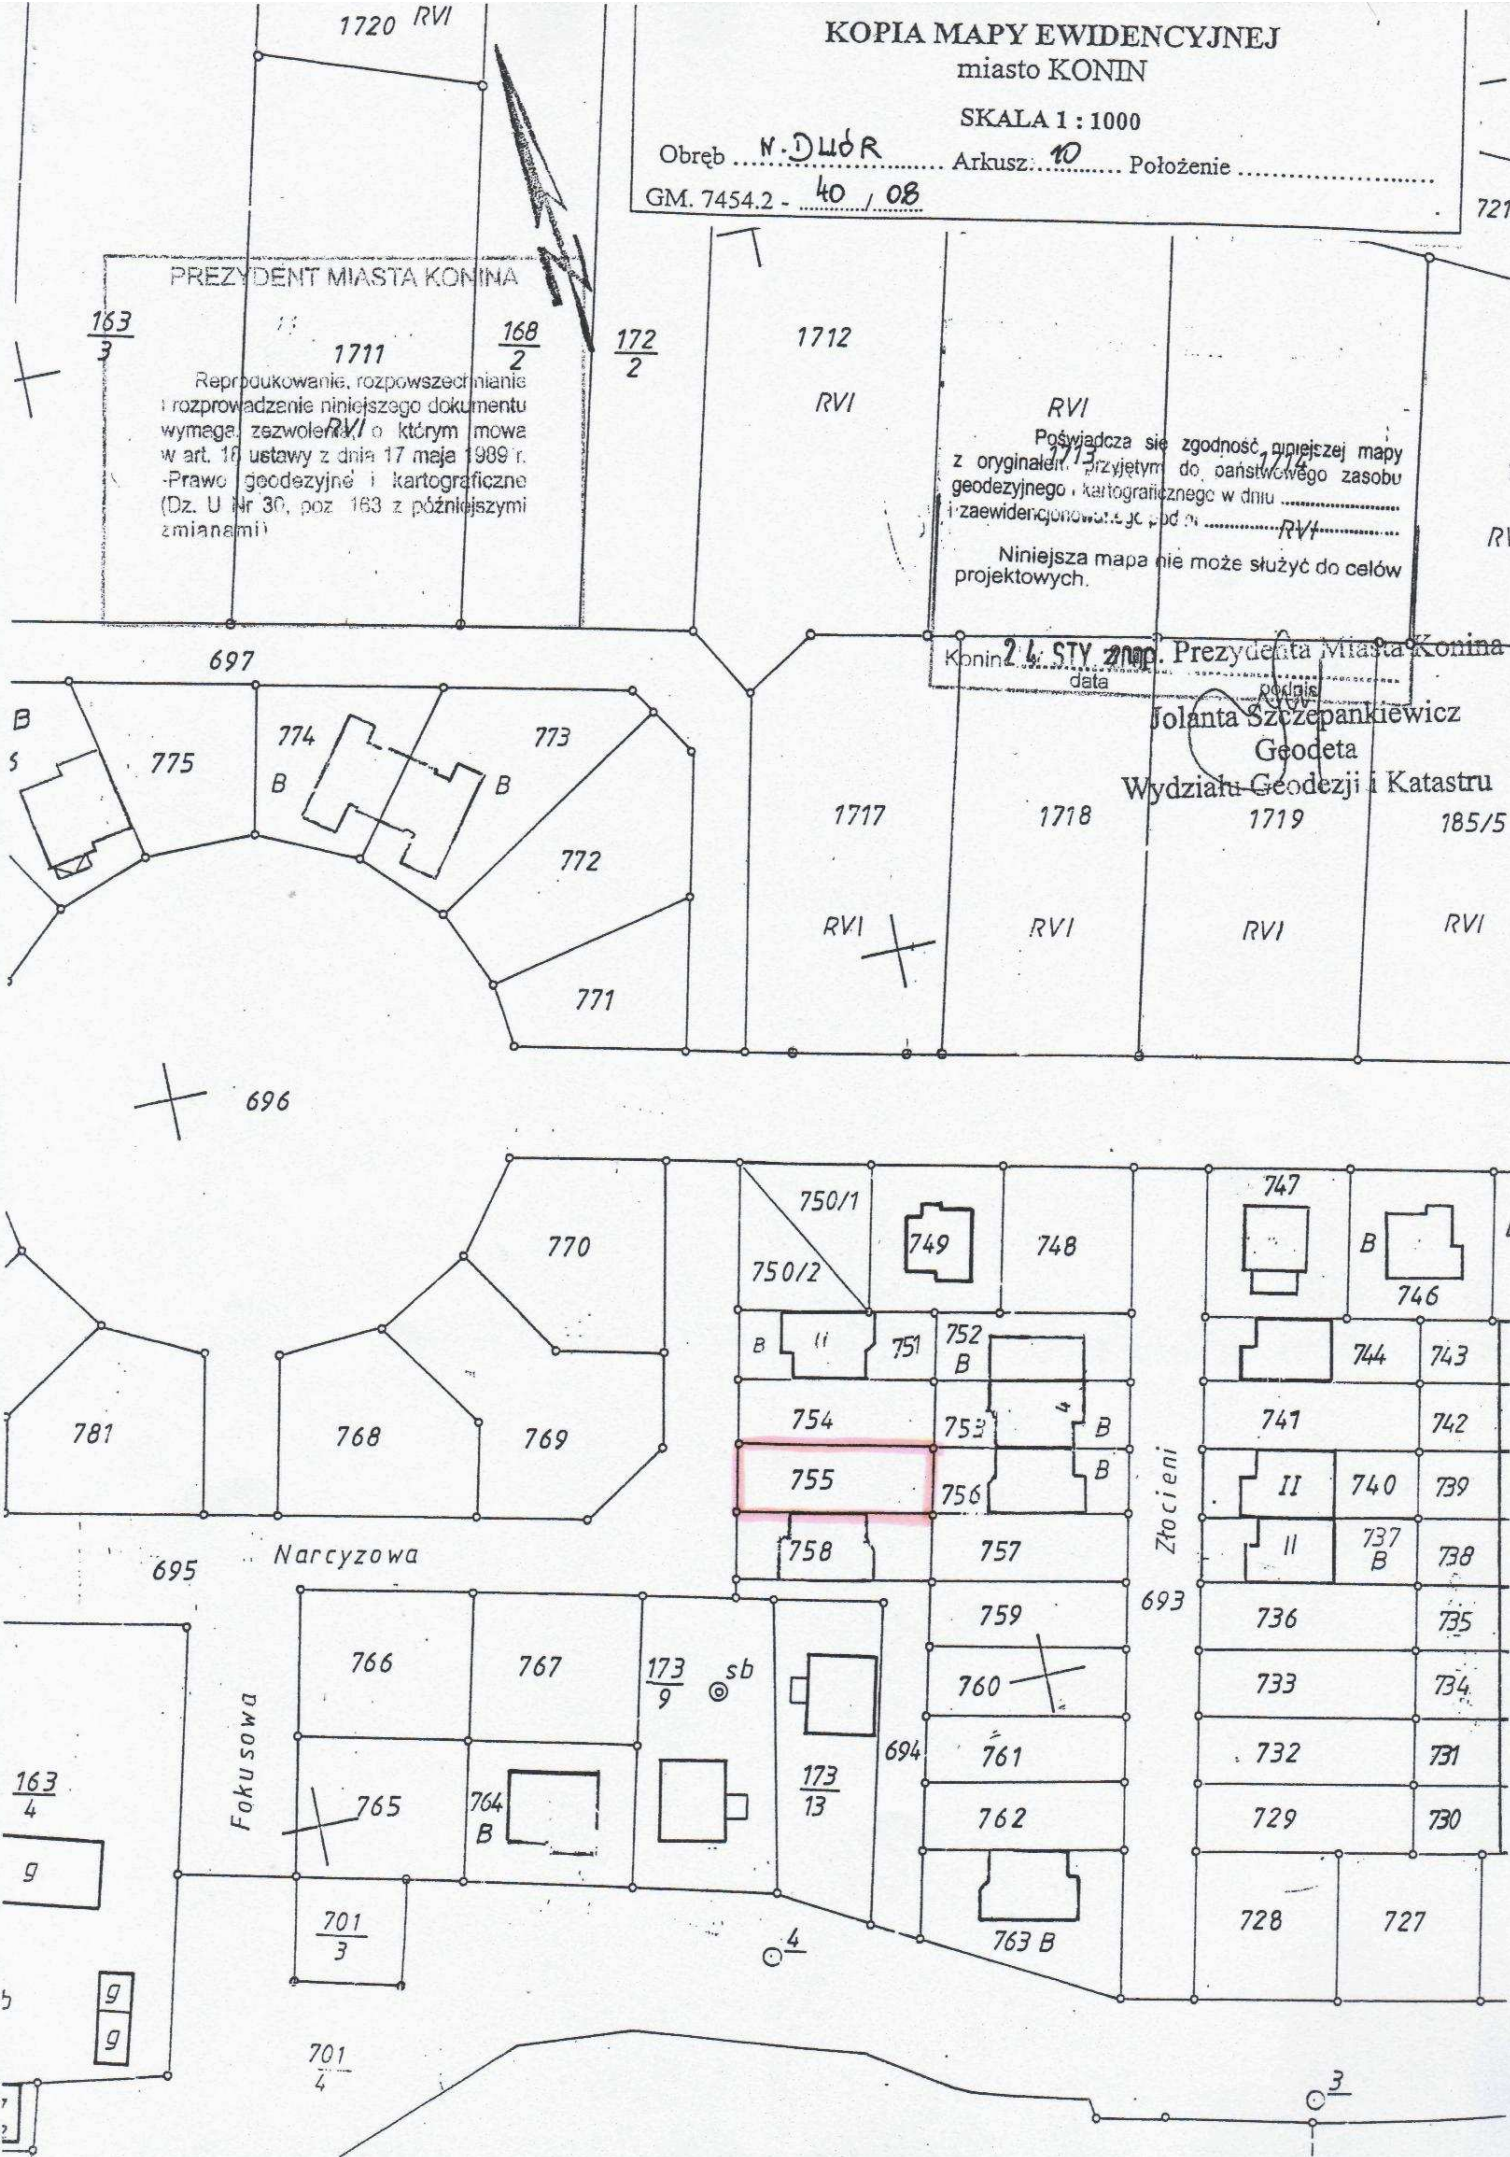 1720 RVI
KOPIA MAPY EWIDENCYJNEJ
miasto KONIN
SKALA 1 : 1000
Obręb N. DWÓR Arkusz: 10 Położenie
GM. 7454.2 - 40 / 08
721
N
PREZYDENT MIASTA KONINA
163/3
1711
168/2
172/2
1712
RVI
Reprodukowanie, rozpowszechnianie
i rozprowadzanie niniejszego dokumentu
wymaga zezwolenia, o którym mowa
w art. 18 ustawy z dnia 17 maja 1989 r.
-Prawo geodezyjne i kartograficzne
(Dz. U Nr 30, poz 163 z późniejszymi
zmianami)
RVI
RVI
1713
1714
Poświadcza się zgodność niniejszej mapy
z oryginałem przyjętym do państwowego zasobu
geodezyjnego i kartograficznego w dniu
i zaewidencjonowanego pod nr
RVI
Niniejsza mapa nie może służyć do celów
projektowych.
Konin 24 STY
z up. Prezydenta Miasta Konina
data podpis
Jolanta Szczepankiewicz
Geodeta
Wydziału Geodezji i Katastru
697
B
775
774
B
773
B
772
771
1717
1718
1719
185/5
RVI
RVI
RVI
RVI
696
770
750/1
750/2
749
748
747
B
746
B
II
751
752
B
744
743
781
768
769
754
753
4
B
741
742
755
756
B
Złocieni
II
740
739
695
Narcyzowa
758
757
II
737
B
738
759
693
736
735
766
767
173/9
sb
760
733
734
Fokusowa
694
761
732
731
163/4
765
764
B
173/13
762
729
730
g
701/3
4
763 B
728
727
g
g
701/4
3